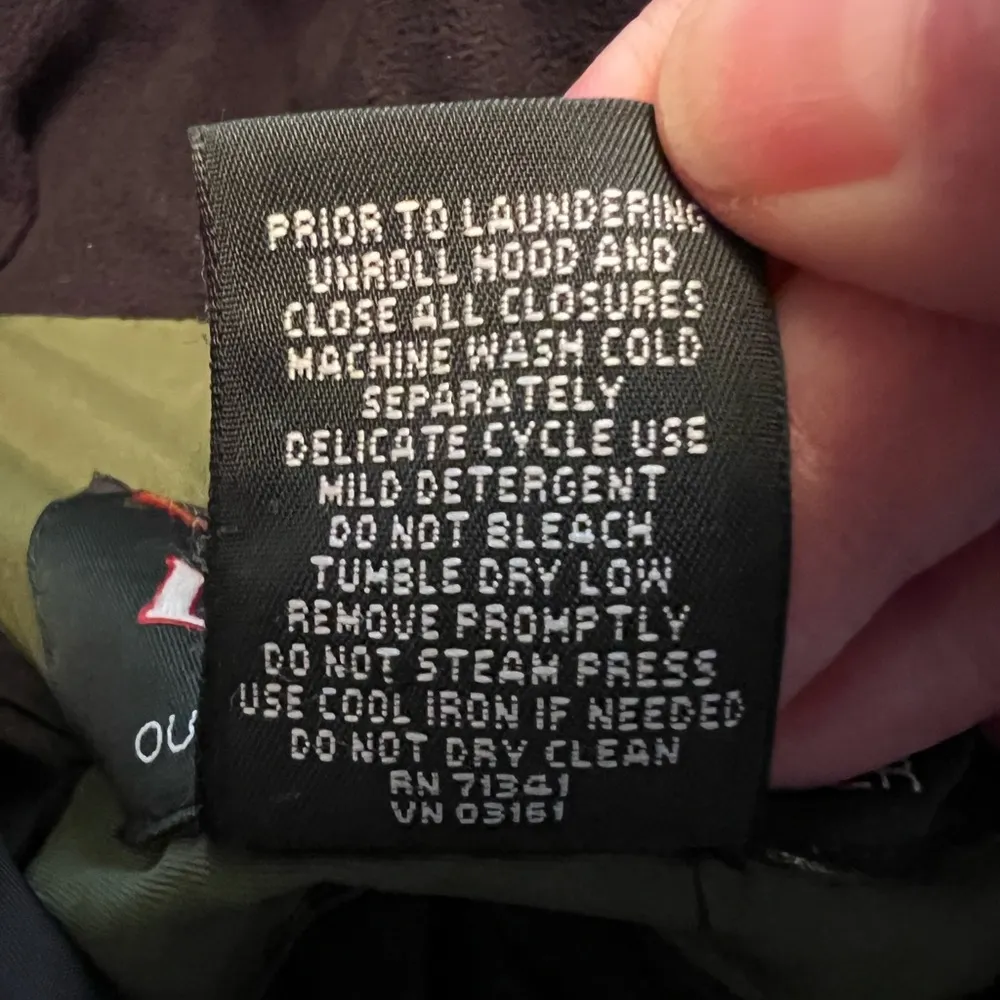 PRIOR TO LAUNDERING
UNROLL HOOD AND
CLOSE ALL CLOSURES
MACHINE WASH COLD
SEPARATELY
DELICATE CYCLE USE
MILD DETERGENT
DO NOT BLEACH
TUMBLE DRY LOW
REMOVE PROMPTLY
DO NOT STEAM PRESS
USE COOL IRON IF NEEDED
DO NOT DRY CLEAN
RN 71341
VN 03161
OU